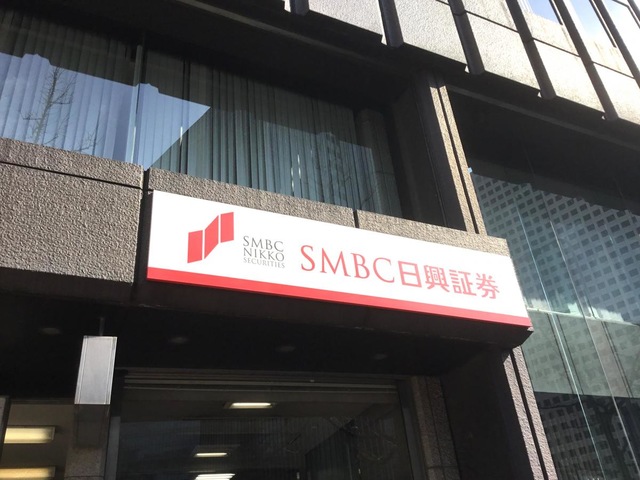 SMBC
NIKKO
SECURITIES
SMBC日興証券